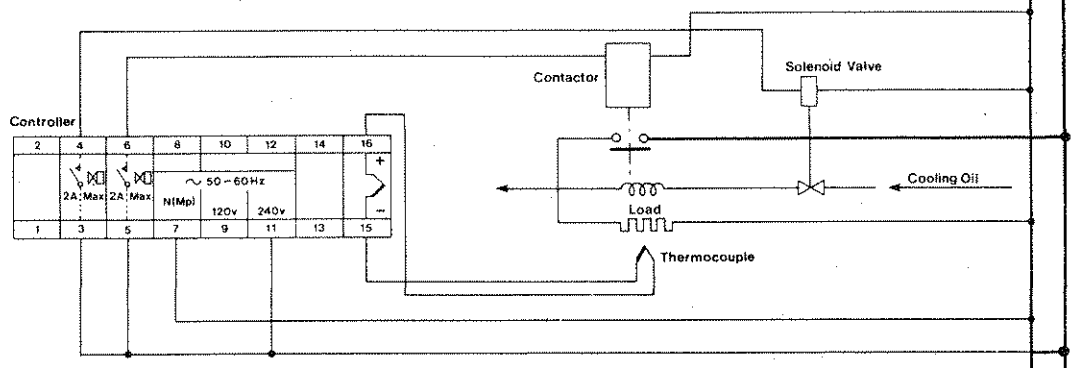 Contactor
Solenoid Valve
Controller
2 4 6 8 10 12 14 16
+
∼ 50-60Hz
2A Max 2A Max N(Mp)
120v 240v
−
1 3 5 7 9 11 13 15
Cooling Oil
Load
Thermocouple